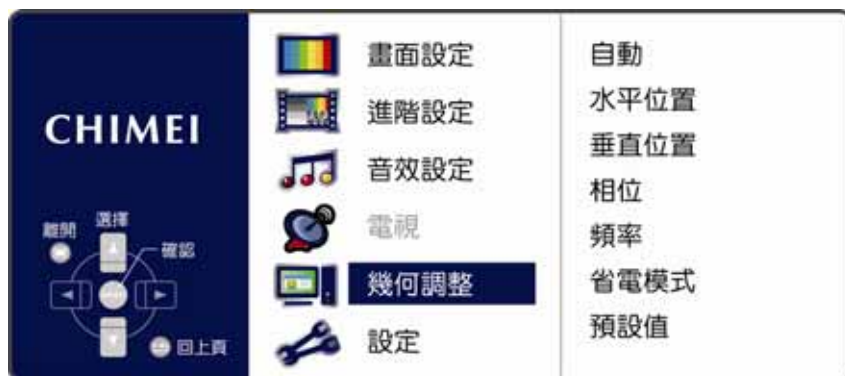 CHIMEI
離開
選擇
確認
回上頁
畫面設定
進階設定
音效設定
電視
幾何調整
設定
自動
水平位置
垂直位置
相位
頻率
省電模式
預設值